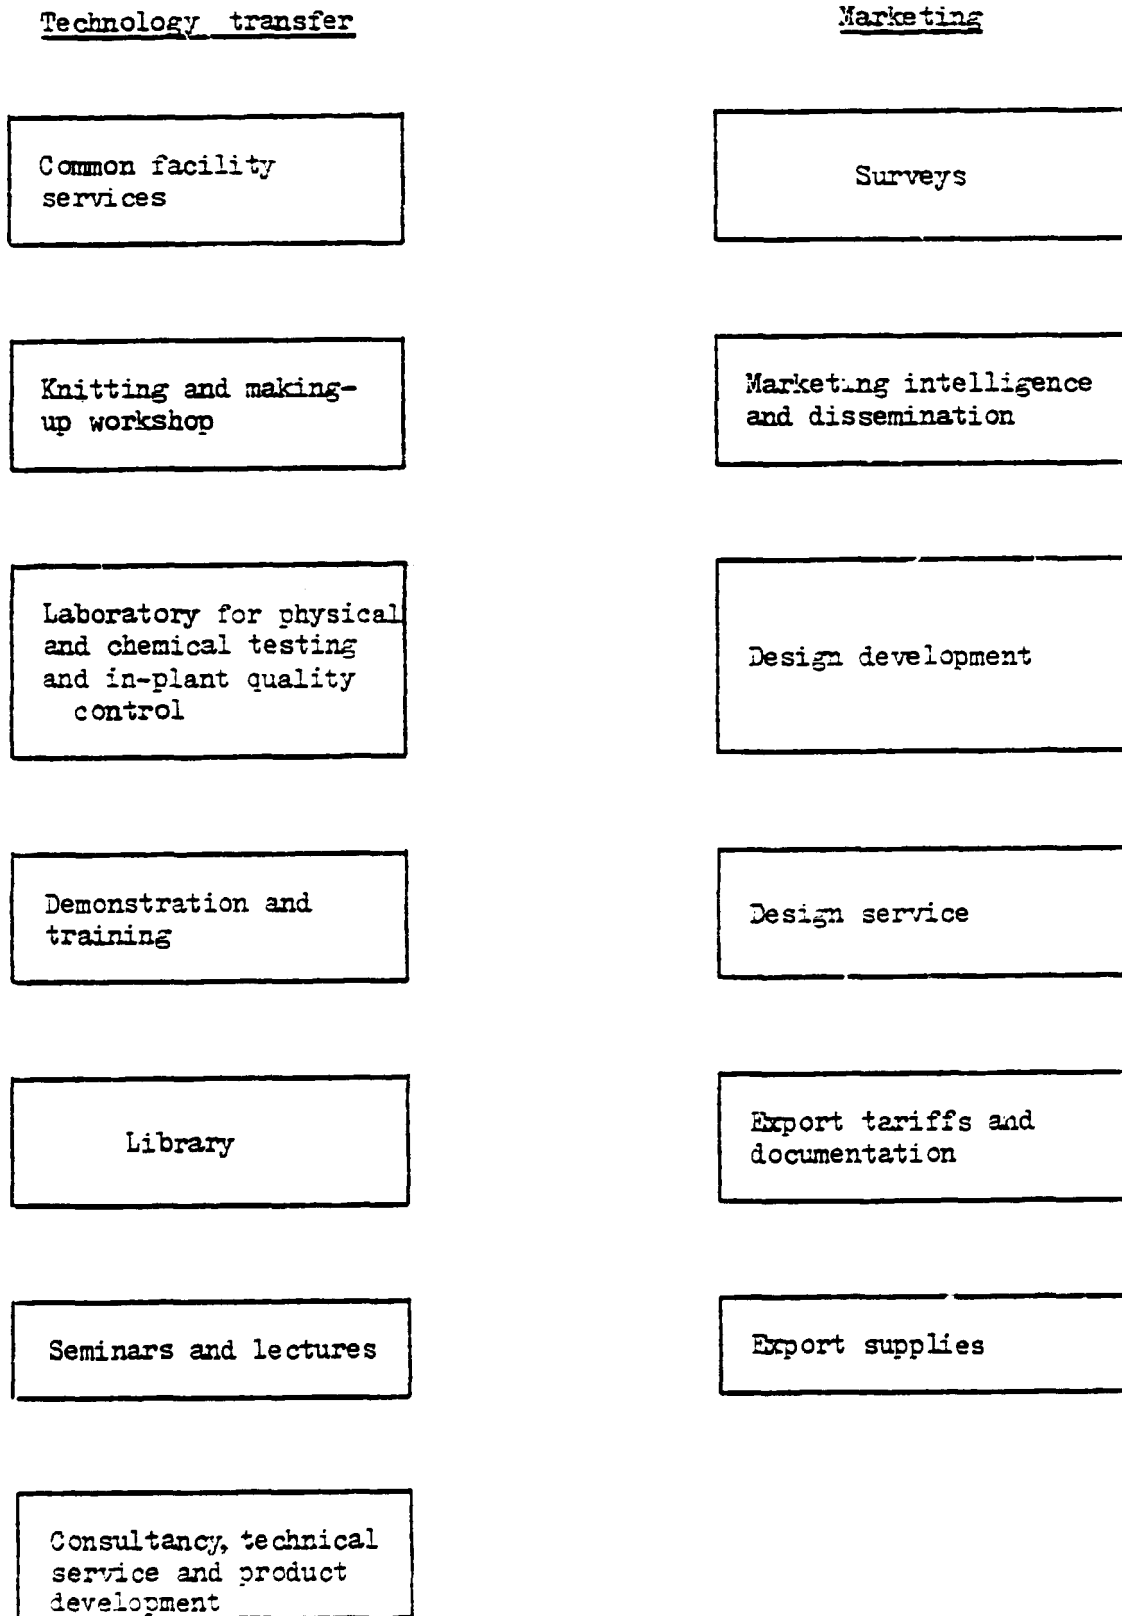 Technology transfer
Common facility
services
Knitting and making-
up workshop
Laboratory for physical
and chemical testing
and in-plant quality
control
Demonstration and
training
Library
Seminars and lectures
Consultancy, technical
service and product
development
Marketing
Surveys
Marketing intelligence
and dissemination
Design development
Design service
Export tariffs and
documentation
Export supplies